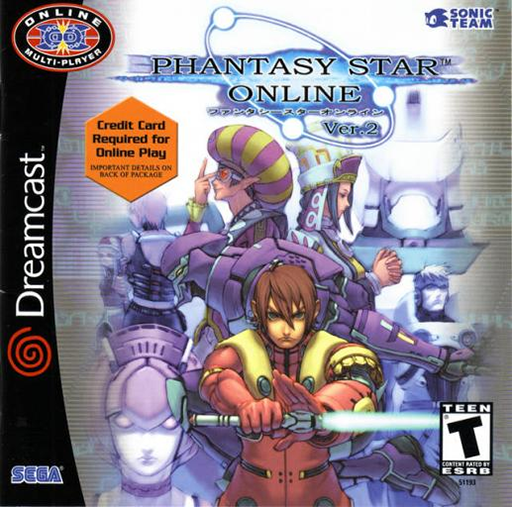 ONLINE
MULTI-PLAYER
SONIC
TEAM
PHANTASY STAR™
ONLINE
ファンタシースターオンライン
Ver.2
Credit Card
Required for
Online Play
IMPORTANT DETAILS ON
BACK OF PACKAGE
Dreamcast™
SEGA
TEEN
T
CONTENT RATED BY
ESRB
51193